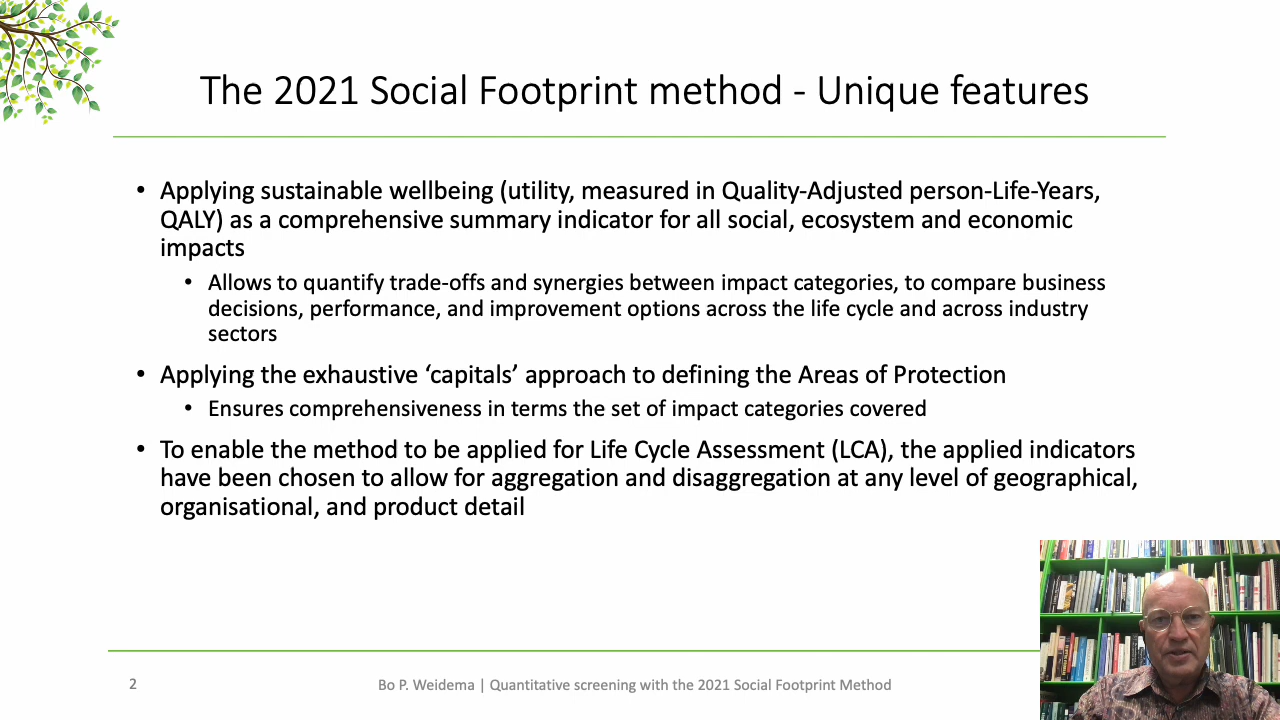 The 2021 Social Footprint method - Unique features
• Applying sustainable wellbeing (utility, measured in Quality-Adjusted person-Life-Years,
QALY) as a comprehensive summary indicator for all social, ecosystem and economic
impacts
• Allows to quantify trade-offs and synergies between impact categories, to compare business
decisions, performance, and improvement options across the life cycle and across industry
sectors
• Applying the exhaustive ‘capitals’ approach to defining the Areas of Protection
• Ensures comprehensiveness in terms the set of impact categories covered
• To enable the method to be applied for Life Cycle Assessment (LCA), the applied indicators
have been chosen to allow for aggregation and disaggregation at any level of geographical,
organisational, and product detail
2
Bo P. Weidema | Quantitative screening with the 2021 Social Footprint Method